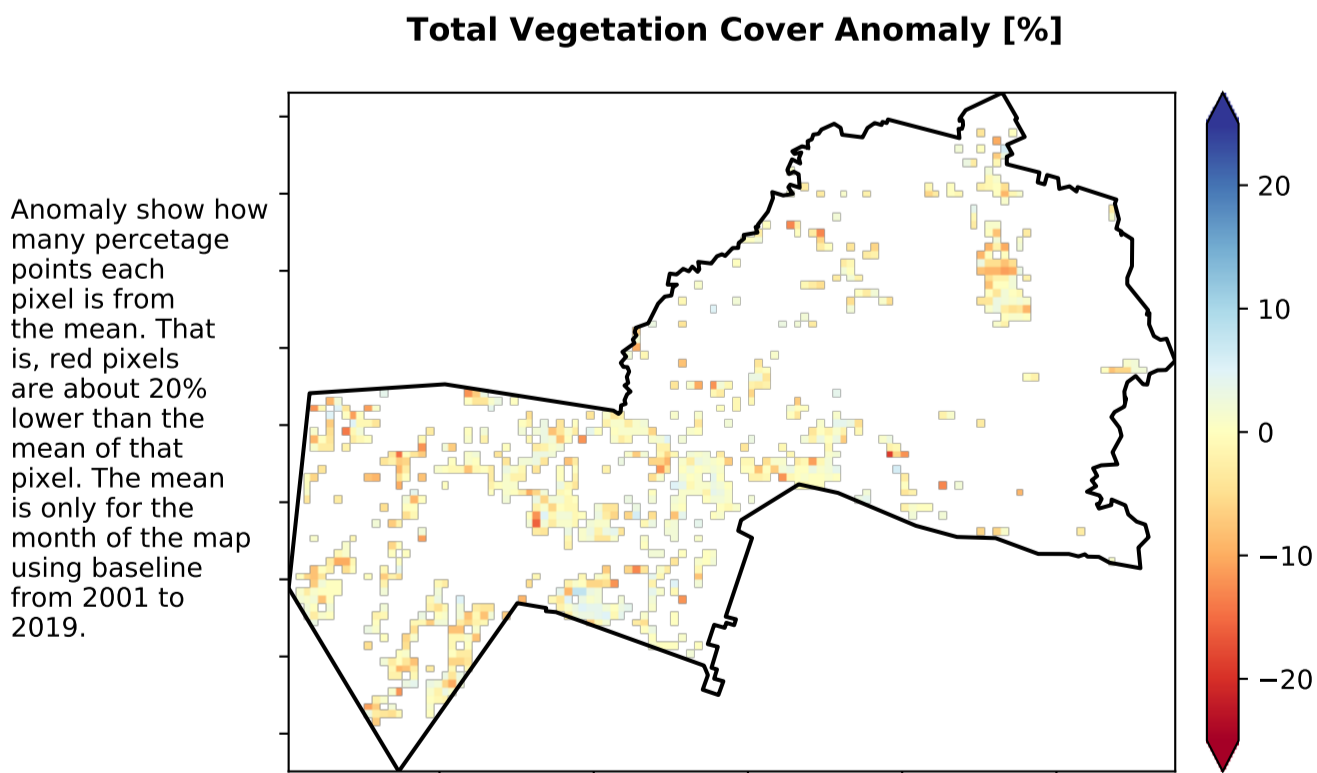 Total Vegetation Cover Anomaly [%]
Anomaly show how
many percetage
points each
pixel is from
the mean. That
is, red pixels
are about 20%
lower than the
mean of that
pixel. The mean
is only for the
month of the map
using baseline
from 2001 to
2019.
20
10
0
−10
−20